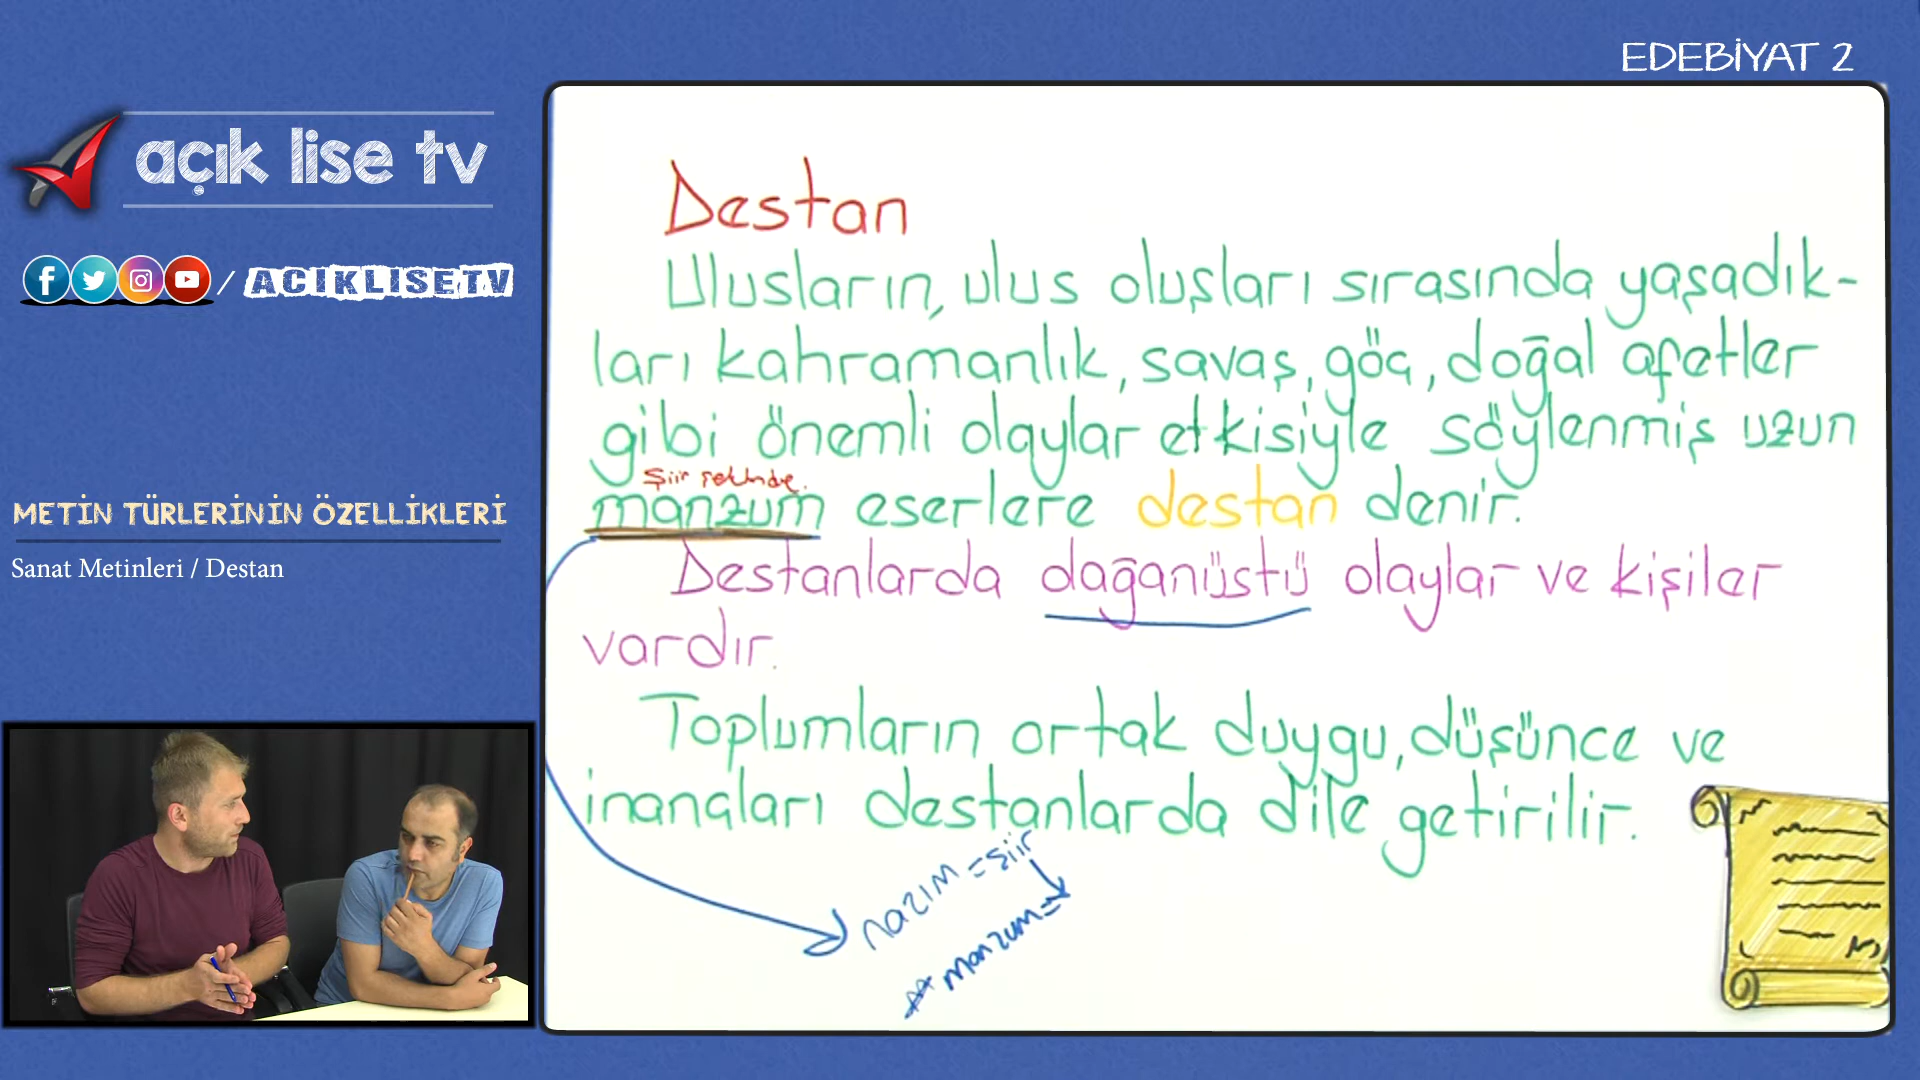 EDEBİYAT 2
açık lise tv
/ ACIKLISETV
METİN TÜRLERİNİN ÖZELLİKLERİ
Sanat Metinleri / Destan
Destan
Ulusların, ulus oluşları sırasında yaşadık-
ları kahramanlık, savaş, göç, doğal afetler
gibi önemli olaylar etkisiyle söylenmiş uzun
Şiir şeklinde.
manzum eserlere destan denir.
Destanlarda dağanüstü olaylar ve kişiler
vardır.
Toplumların ortak duygu, düşünce ve
inançları destanlarda dile getirilir.
nazım = şiir
manzum =